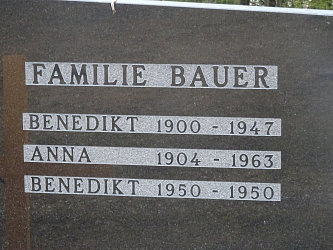 FAMILIE BAUER
BENEDIKT 1900 - 1947
ANNA 1904 - 1963
BENEDIKT 1950 - 1950